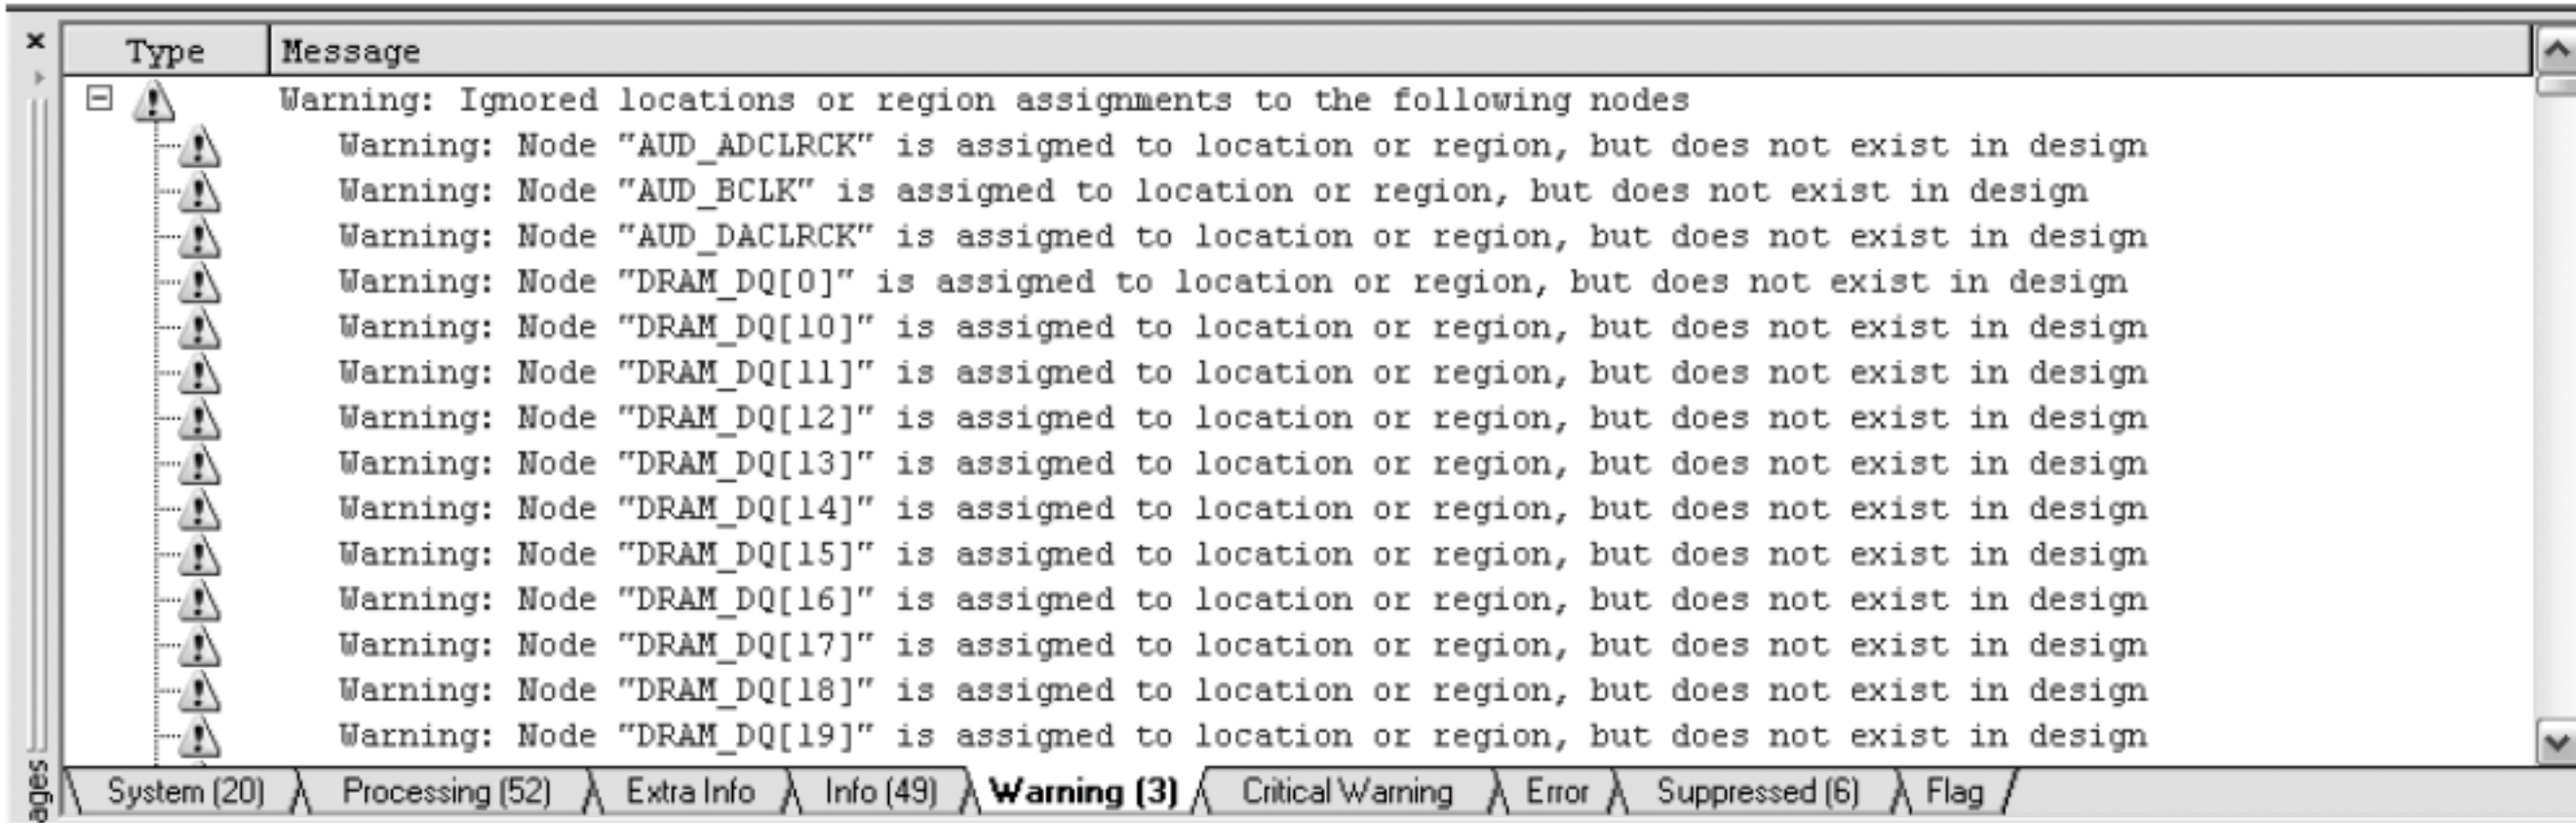 Type Message
Warning: Ignored locations or region assignments to the following nodes
Warning: Node "AUD_ADCLRCK" is assigned to location or region, but does not exist in design
Warning: Node "AUD_BCLK" is assigned to location or region, but does not exist in design
Warning: Node "AUD_DACLRCK" is assigned to location or region, but does not exist in design
Warning: Node "DRAM_DQ[0]" is assigned to location or region, but does not exist in design
Warning: Node "DRAM_DQ[10]" is assigned to location or region, but does not exist in design
Warning: Node "DRAM_DQ[11]" is assigned to location or region, but does not exist in design
Warning: Node "DRAM_DQ[12]" is assigned to location or region, but does not exist in design
Warning: Node "DRAM_DQ[13]" is assigned to location or region, but does not exist in design
Warning: Node "DRAM_DQ[14]" is assigned to location or region, but does not exist in design
Warning: Node "DRAM_DQ[15]" is assigned to location or region, but does not exist in design
Warning: Node "DRAM_DQ[16]" is assigned to location or region, but does not exist in design
Warning: Node "DRAM_DQ[17]" is assigned to location or region, but does not exist in design
Warning: Node "DRAM_DQ[18]" is assigned to location or region, but does not exist in design
Warning: Node "DRAM_DQ[19]" is assigned to location or region, but does not exist in design
System (20) Processing (52) Extra Info Info (49) Warning (3) Critical Warning Error Suppressed (6) Flag
ages